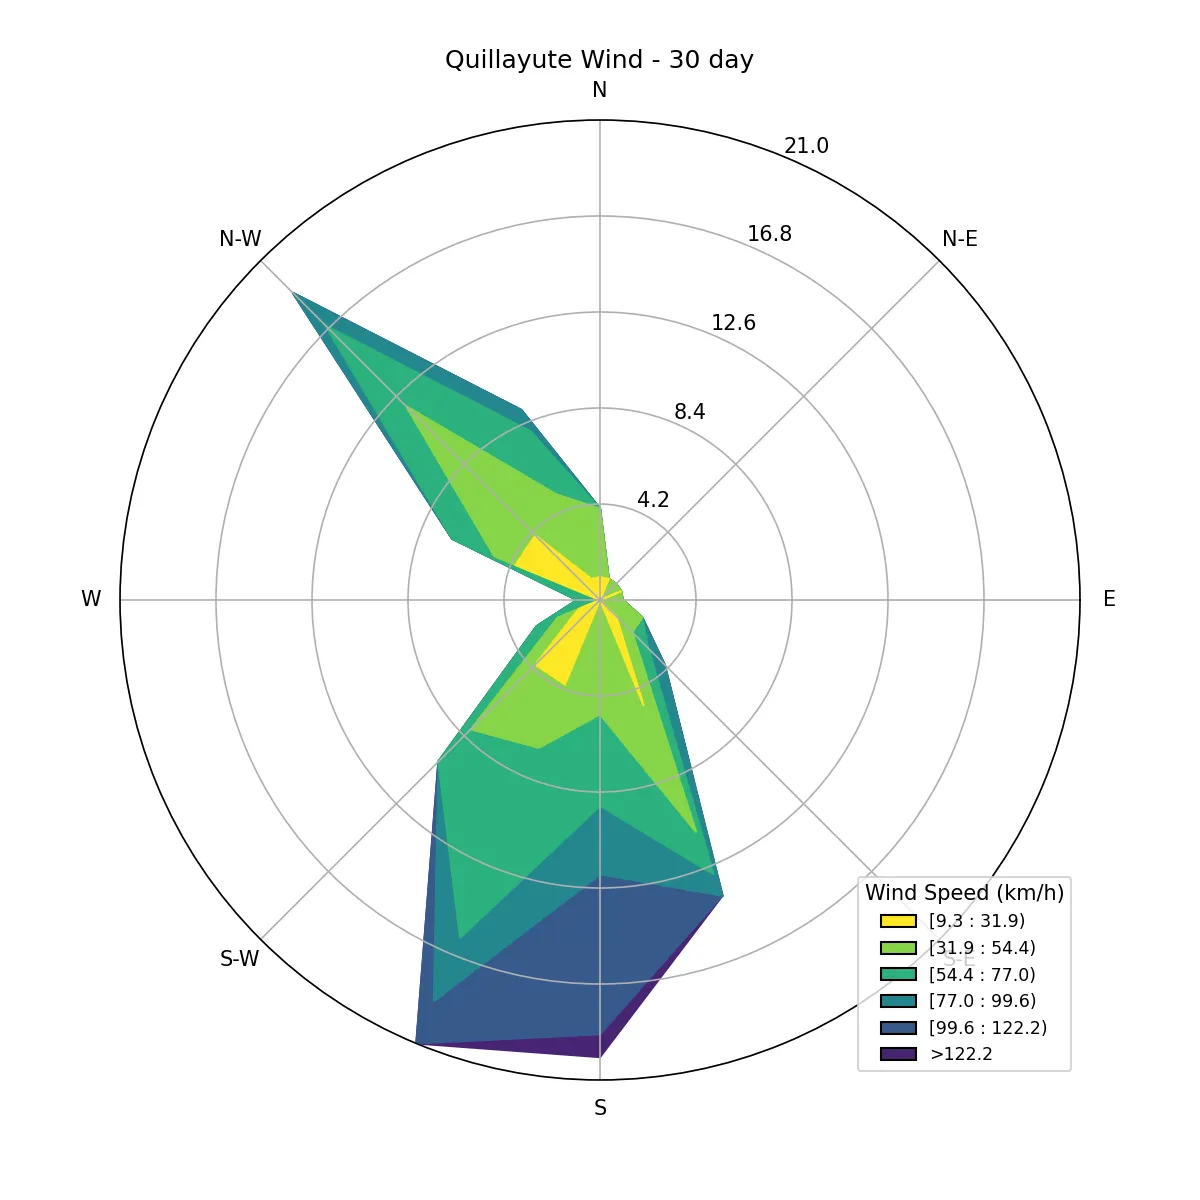 Quillayute Wind - 30 day
N
21.0
N-W
16.8
N-E
12.6
8.4
4.2
W
E
S-W
S-E
S
Wind Speed (km/h)
[9.3 : 31.9)
[31.9 : 54.4)
[54.4 : 77.0)
[77.0 : 99.6)
[99.6 : 122.2)
>122.2